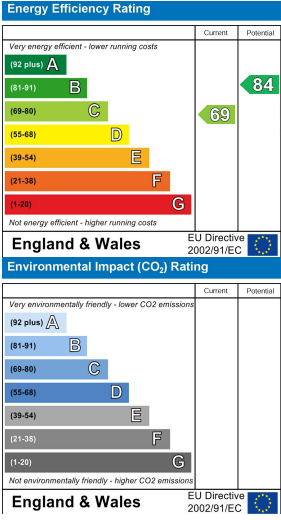 Energy Efficiency Rating
Current Potential
Very energy efficient - lower running costs
(92 plus) A
(81-91) B
84
(69-80) C
69
(55-68) D
(39-54) E
(21-38) F
(1-20) G
Not energy efficient - higher running costs
England & Wales
EU Directive
2002/91/EC
Environmental Impact (CO2) Rating
Current Potential
Very environmentally friendly - lower CO2 emissions
(92 plus) A
(81-91) B
(69-80) C
(55-68) D
(39-54) E
(21-38) F
(1-20) G
Not environmentally friendly - higher CO2 emissions
England & Wales
EU Directive
2002/91/EC